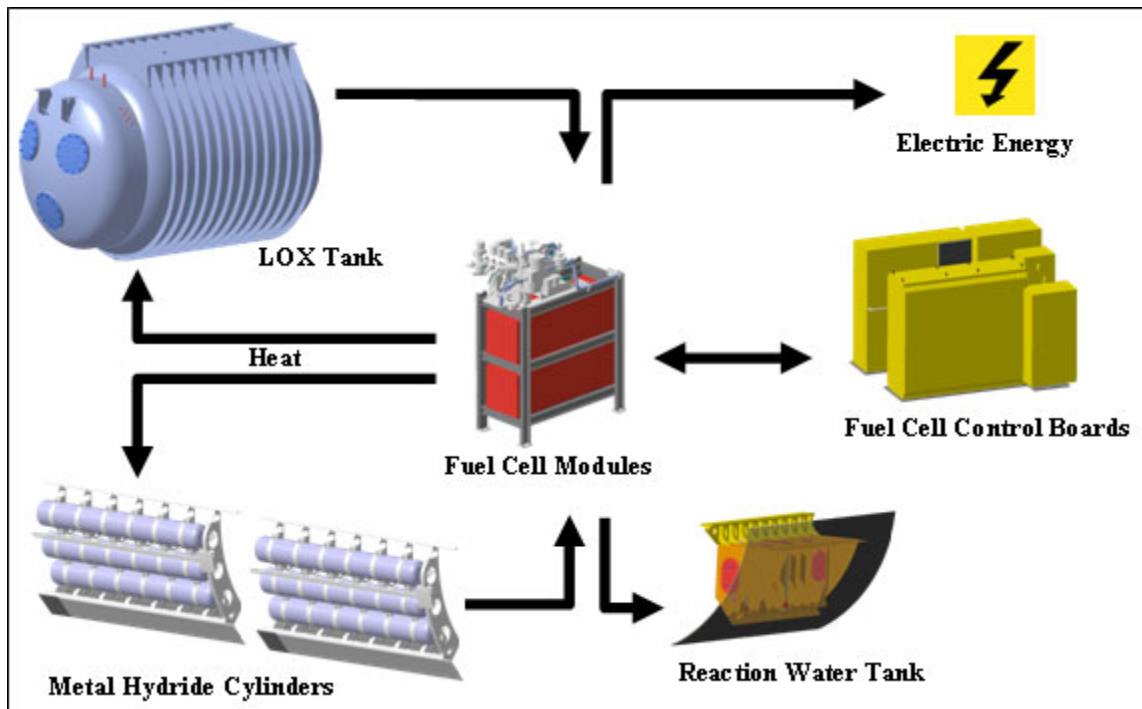 Electric Energy
LOX Tank
Heat
Fuel Cell Control Boards
Fuel Cell Modules
Reaction Water Tank
Metal Hydride Cylinders